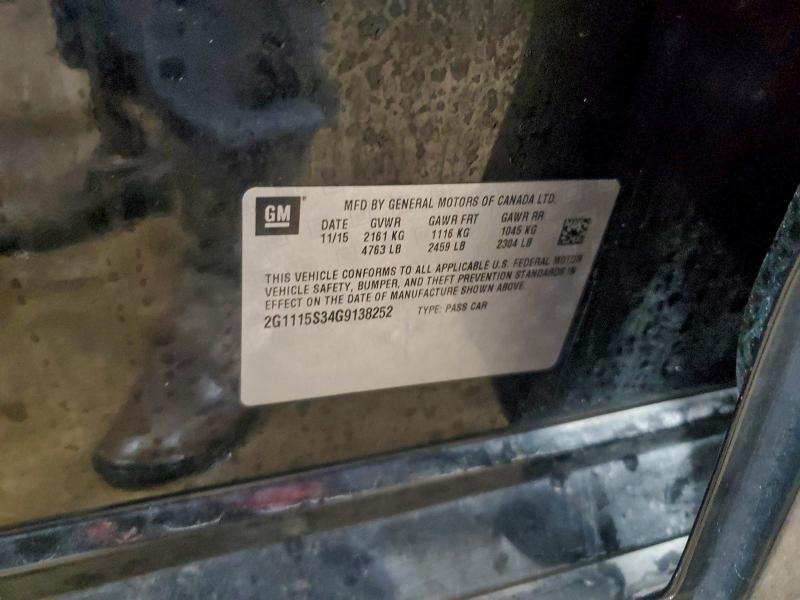 GM
MFD BY GENERAL MOTORS OF CANADA LTD.
DATE GVWR GAWR FRT GAWR RR
11/15 2161 KG 1116 KG 1045 KG
4763 LB 2459 LB 2304 LB
THIS VEHICLE CONFORMS TO ALL APPLICABLE U.S. FEDERAL MOTOR
VEHICLE SAFETY, BUMPER, AND THEFT PREVENTION STANDARDS IN
EFFECT ON THE DATE OF MANUFACTURE SHOWN ABOVE.
2G1115S34G9138252 TYPE: PASS CAR